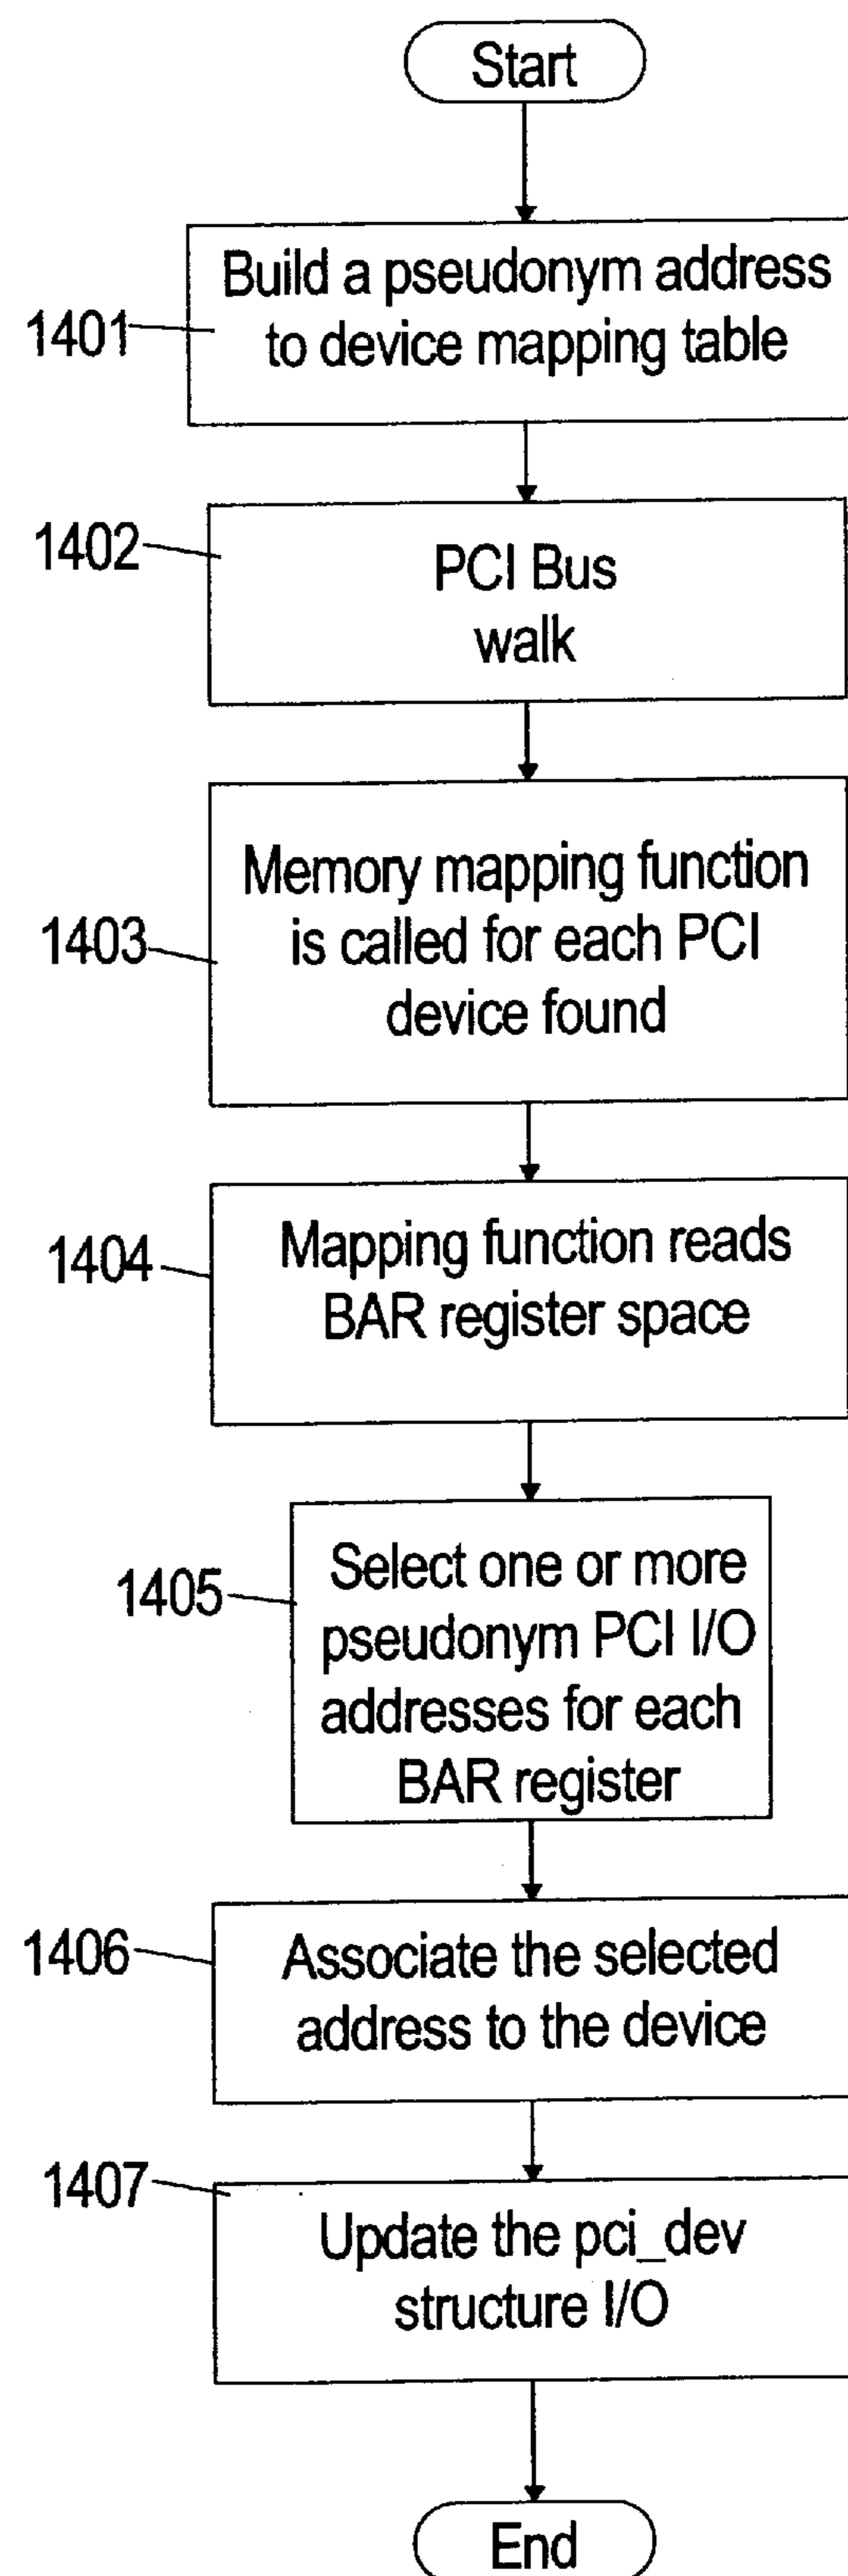 Start
1401
Build a pseudonym address
to device mapping table
1402
PCI Bus
walk
1403
Memory mapping function
is called for each PCI
device found
1404
Mapping function reads
BAR register space
1405
Select one or more
pseudonym PCI I/O
addresses for each
BAR register
1406
Associate the selected
address to the device
1407
Update the pci_dev
structure I/O
End